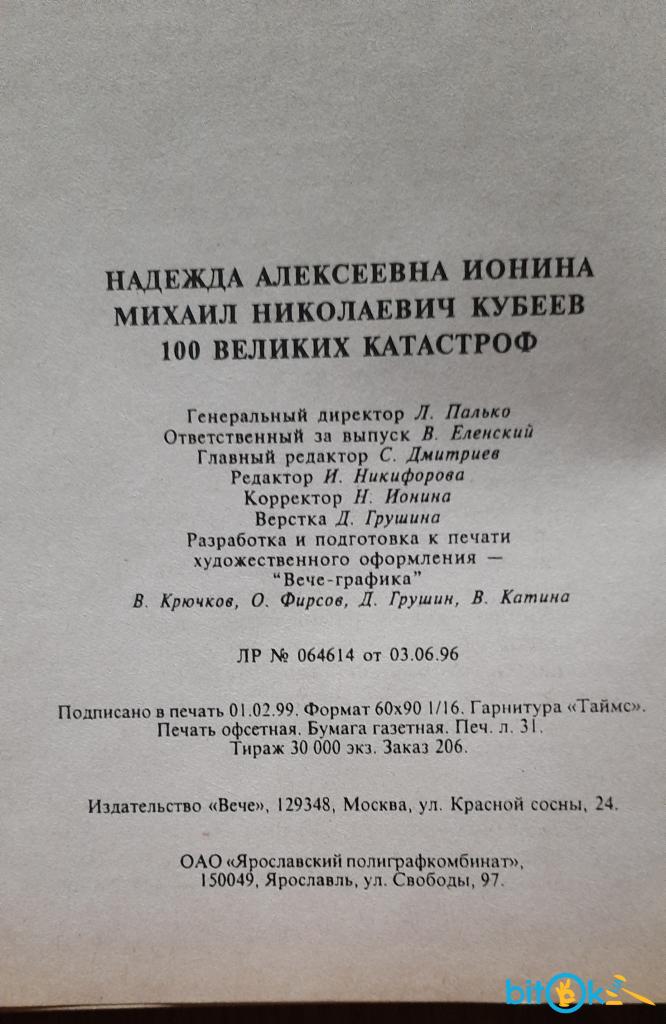 НАДЕЖДА АЛЕКСЕЕВНА ИОНИНА
МИХАИЛ НИКОЛАЕВИЧ КУБЕЕВ
100 ВЕЛИКИХ КАТАСТРОФ
Генеральный директор Л. Палько
Ответственный за выпуск В. Еленский
Главный редактор С. Дмитриев
Редактор И. Никифорова
Корректор Н. Ионина
Верстка Д. Грушина
Разработка и подготовка к печати
художественного оформления —
"Вече-графика"
В. Крючков, О. Фирсов, Д. Грушин, В. Катина
ЛР № 064614 от 03.06.96
Подписано в печать 01.02.99. Формат 60х90 1/16. Гарнитура «Таймс».
Печать офсетная. Бумага газетная. Печ. л. 31.
Тираж 30 000 экз. Заказ 206.
Издательство «Вече», 129348, Москва, ул. Красной сосны, 24.
ОАО «Ярославский полиграфкомбинат»,
150049, Ярославль, ул. Свободы, 97.
bitOk